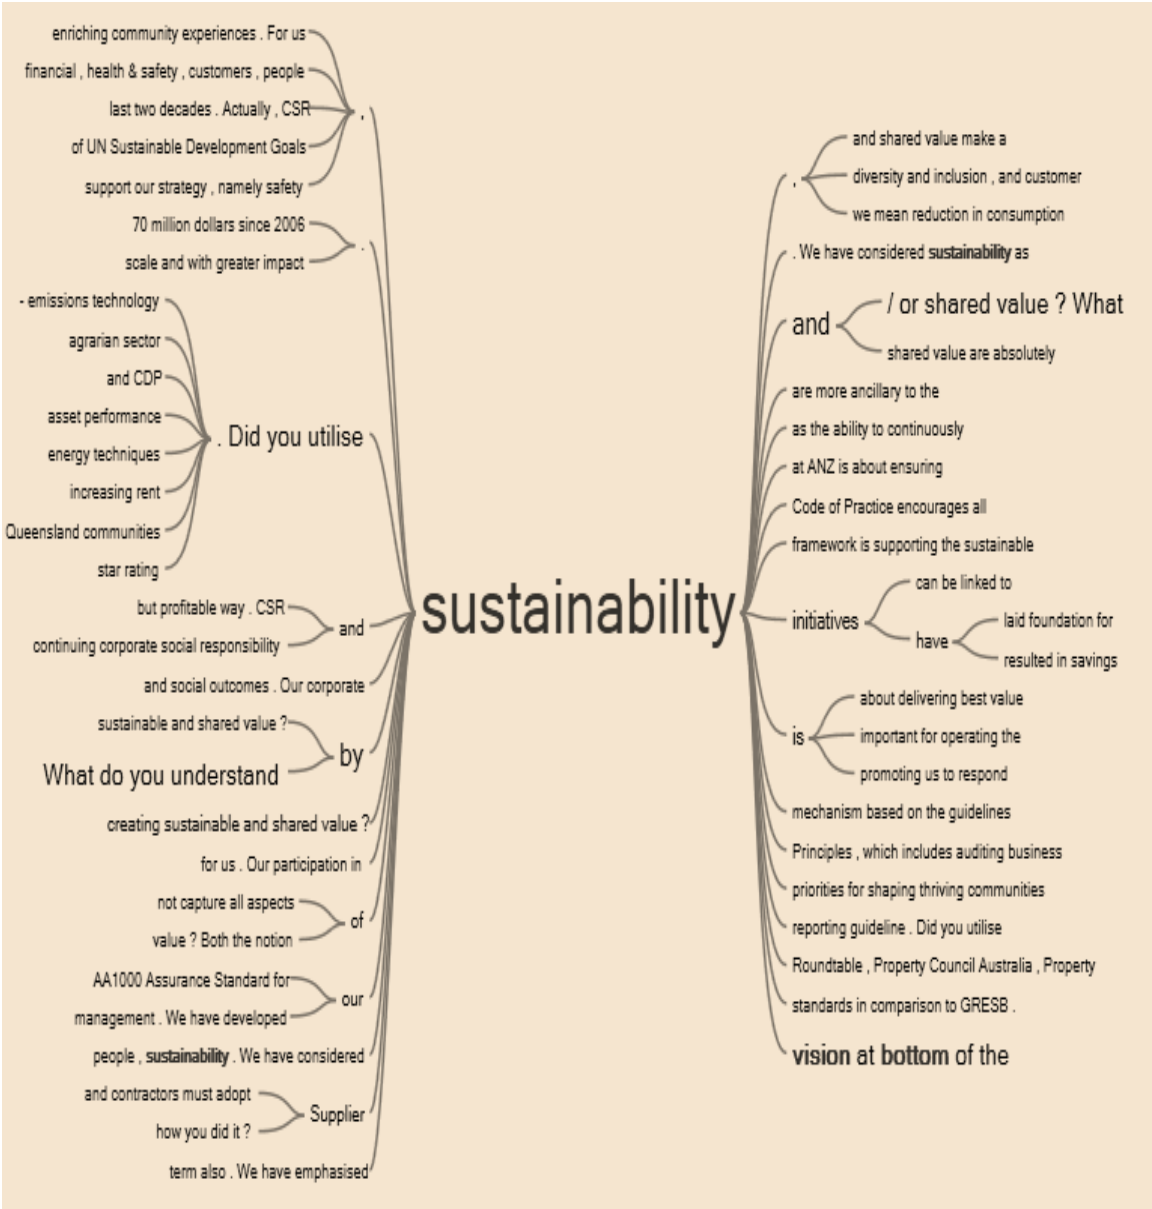 enriching community experiences . For us
financial , health & safety , customers , people
last two decades . Actually , CSR
of UN Sustainable Development Goals
support our strategy , namely safety
,
70 million dollars since 2006
scale and with greater impact
.
- emissions technology
agrarian sector
and CDP
asset performance
energy techniques
increasing rent
Queensland communities
star rating
. Did you utilise
but profitable way . CSR
continuing corporate social responsibility
and
and social outcomes . Our corporate
sustainable and shared value ?
What do you understand
by
creating sustainable and shared value ?
for us . Our participation in
not capture all aspects
value ? Both the notion
of
AA1000 Assurance Standard for
management . We have developed
our
people , sustainability . We have considered
and contractors must adopt
how you did it ?
Supplier
term also . We have emphasised
sustainability
,
and shared value make a
diversity and inclusion , and customer
we mean reduction in consumption
. We have considered sustainability as
and
/ or shared value ? What
shared value are absolutely
are more ancillary to the
as the ability to continuously
at ANZ is about ensuring
Code of Practice encourages all
framework is supporting the sustainable
initiatives
can be linked to
have
laid foundation for
resulted in savings
is
about delivering best value
important for operating the
promoting us to respond
mechanism based on the guidelines
Principles , which includes auditing business
priorities for shaping thriving communities
reporting guideline . Did you utilise
Roundtable , Property Council Australia , Property
standards in comparison to GRESB .
vision at bottom of the